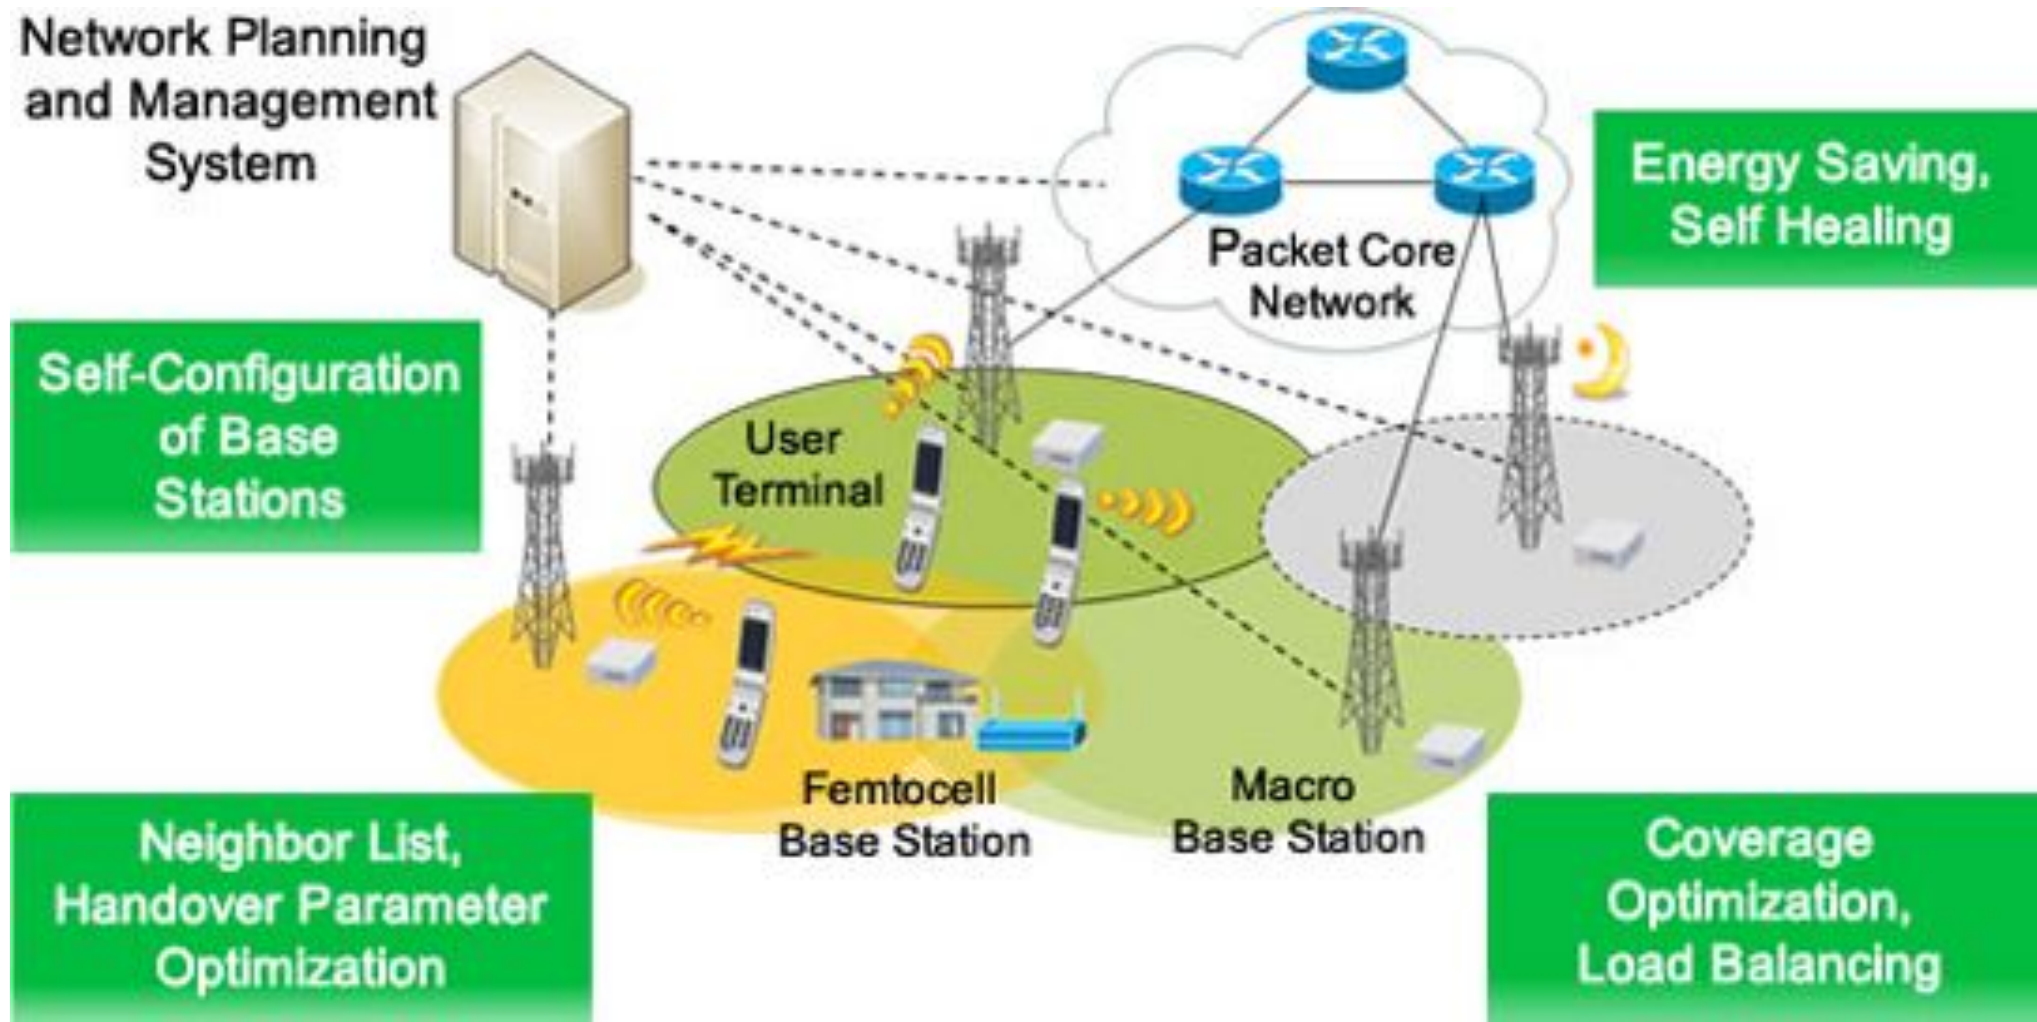 Network Planning
and Management
System
Energy Saving,
Self Healing
Packet Core
Network
Self-Configuration
of Base
Stations
User
Terminal
Femtocell
Base Station
Macro
Base Station
Neighbor List,
Handover Parameter
Optimization
Coverage
Optimization,
Load Balancing